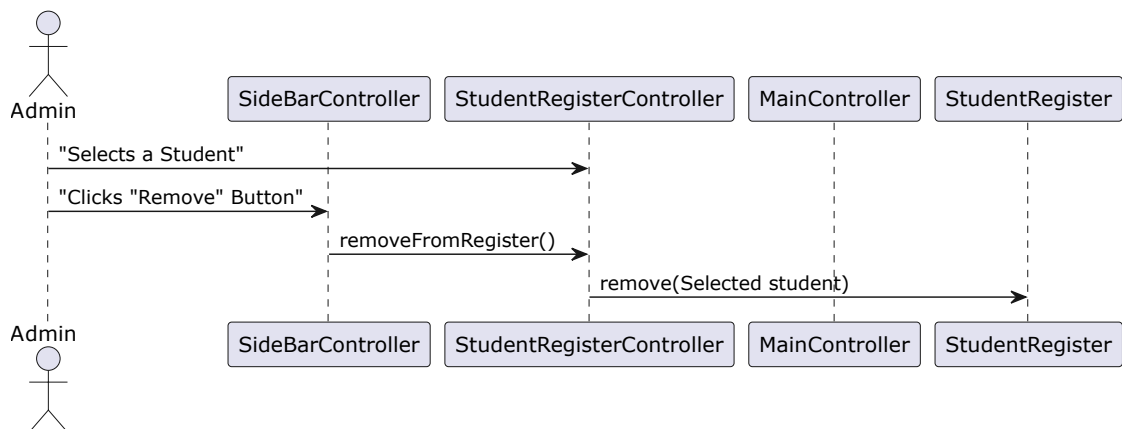 Admin
SideBarController
StudentRegisterController
MainController
StudentRegister
"Selects a Student"
"Clicks "Remove" Button"
removeFromRegister()
remove(Selected student)
Admin
SideBarController
StudentRegisterController
MainController
StudentRegister